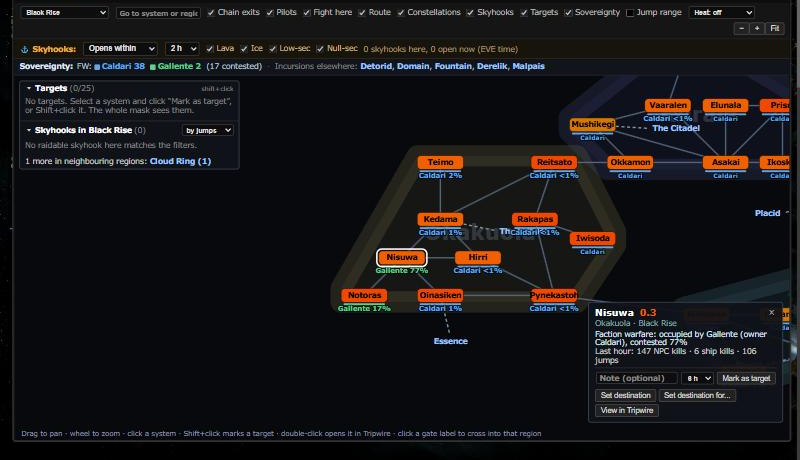 Black Rise Go to system or regic Chain exits Pilots Fight here Route Constellations Skyhooks Targets Sovereignty Jump range Heat: off
− + Fit
Skyhooks: Opens within 2 h Lava Ice Low-sec Null-sec 0 skyhooks here, 0 open now (EVE time)
Sovereignty: FW: Caldari 38 Gallente 2 (17 contested) · Incursions elsewhere: Detorid, Domain, Fountain, Derelik, Malpais
Targets (0/25) shift+click
No targets. Select a system and click "Mark as target",
or Shift+click it. The whole mask sees them.
Skyhooks in Black Rise (0) by jumps
No raidable skyhook here matches the filters.
1 more in neighbouring regions: Cloud Ring (1)
Vaaralen Elunala
Caldari <1% Caldari
Mushikegi The Citadel
Caldari
Teimo Reitsato Okkamon Asakai
Caldari 2% Caldari <1% Caldari Caldari
Kedama Rakapas
Caldari 1% Caldari <1%
Okakuola
Placid
Iwisoda
Caldari
Nisuwa Hirri
Gallente 77% Caldari <1%
Notoras Oinasiken Pynekastoh
Gallente 17% Caldari 1% Caldari <1%
Essence
Nisuwa 0.3 x
Okakuola · Black Rise
Faction warfare: occupied by Gallente (owner
Caldari), contested 77%
Last hour: 147 NPC kills · 6 ship kills · 106
jumps
Note (optional) 6 h Mark as target
Set destination Set destination for...
View in Tripwire
Drag to pan · wheel to zoom · click a system · Shift+click marks a target · double-click opens it in Tripwire · click a gate label to cross into that region